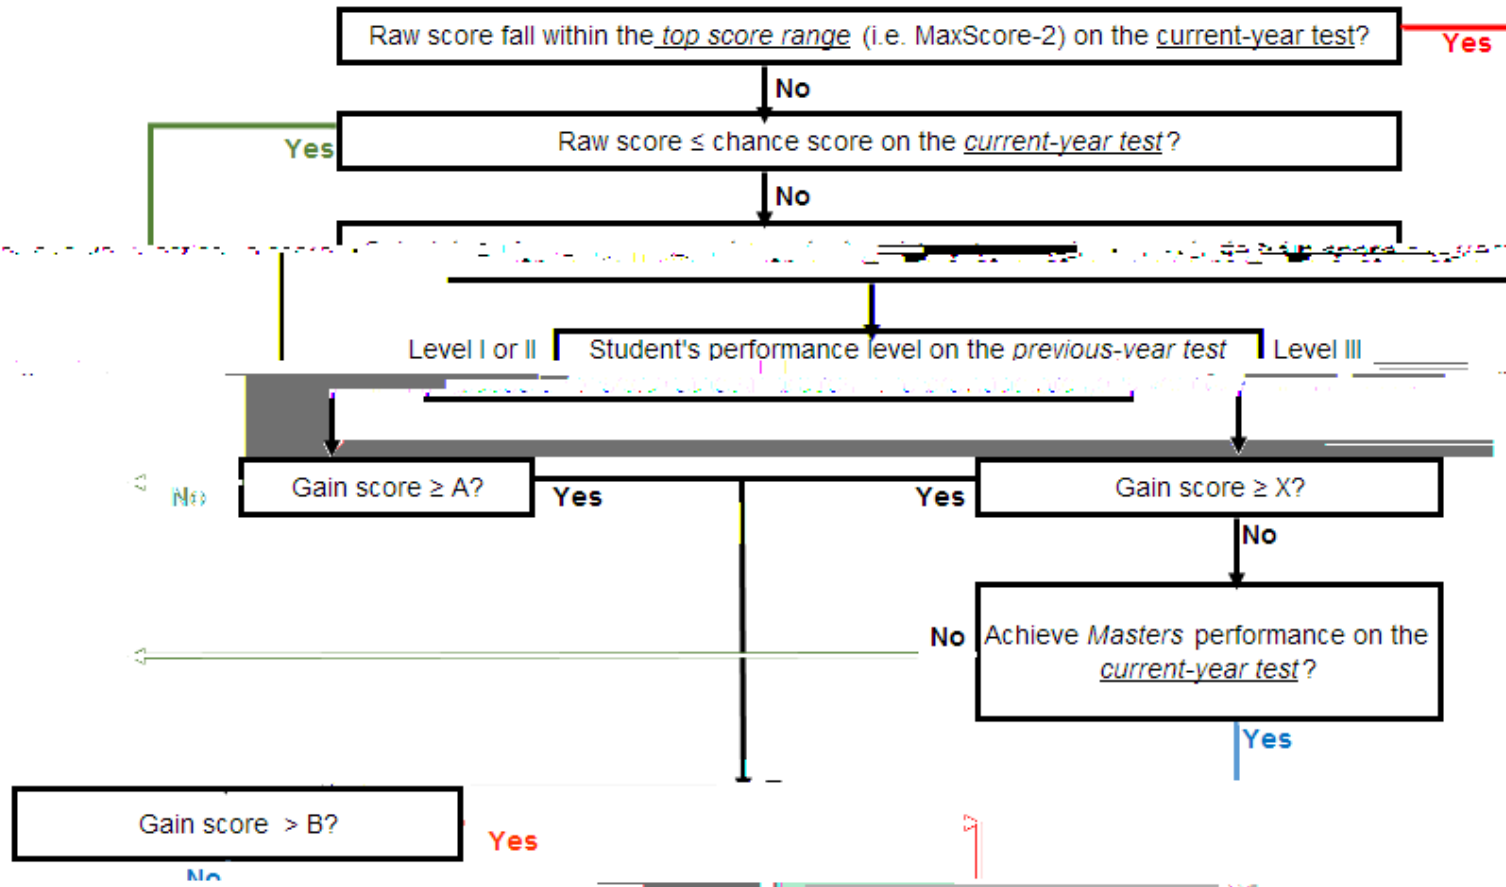 Raw score fall within the top score range (i.e. MaxScore-2) on the current-year test?
Yes
No
Raw score ≤ chance score on the current-year test?
Yes
No
Level I or II
Student's performance level on the previous-year test
Level III
Gain score ≥ A?
No
Yes
Yes
Gain score ≥ X?
No
No
Achieve Masters performance on the
current-year test?
Yes
Gain score > B?
Yes
No